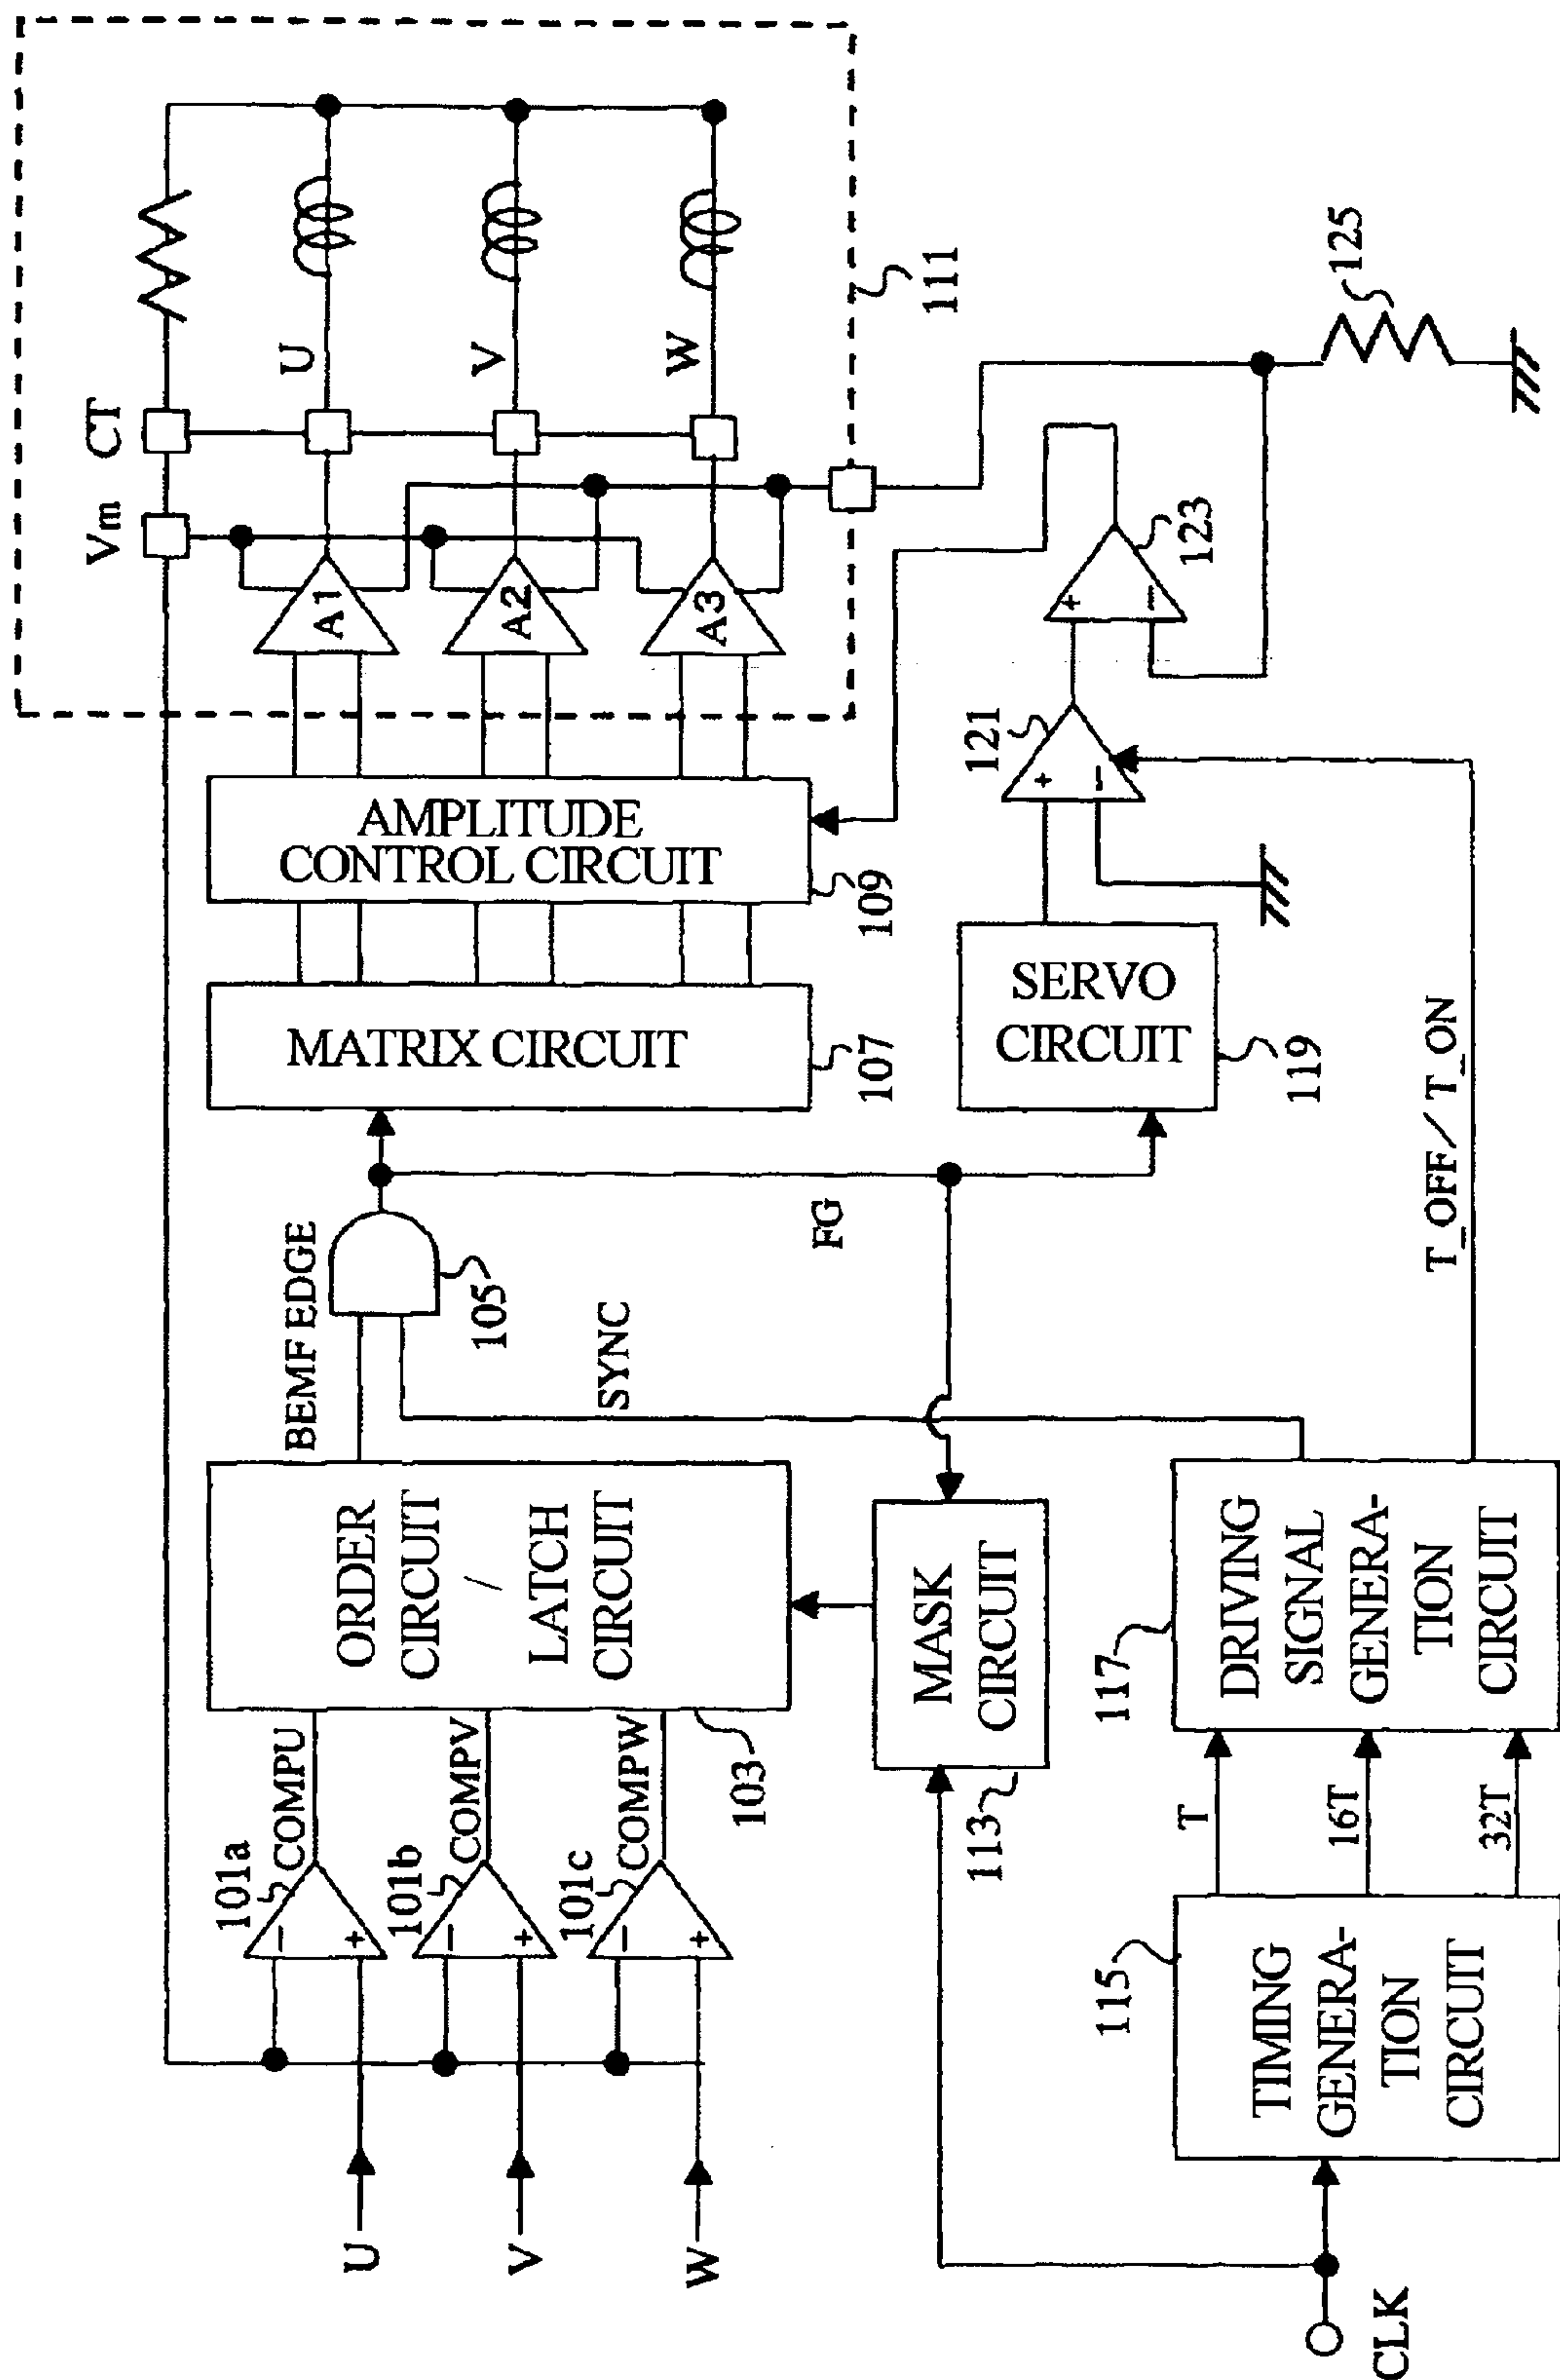 Vm
CT
U
V
W
A1
A2
A3
111
AMPLITUDE
CONTROL CIRCUIT
109
MATRIX CIRCUIT
107
BEMF EDGE
105
SYNC
FG
ORDER
CIRCUIT
/
LATCH
CIRCUIT
103
COMPU
COMPV
COMPW
101a
101b
101c
-
+
-
+
-
+
U
V
W
MASK
CIRCUIT
113
SERVO
CIRCUIT
119
121
+
-
123
+
-
125
T_OFF/T_ON
DRIVING
SIGNAL
GENERA-
TION
CIRCUIT
117
T
16T
32T
TIMING
GENERA-
TION
CIRCUIT
115
CLK